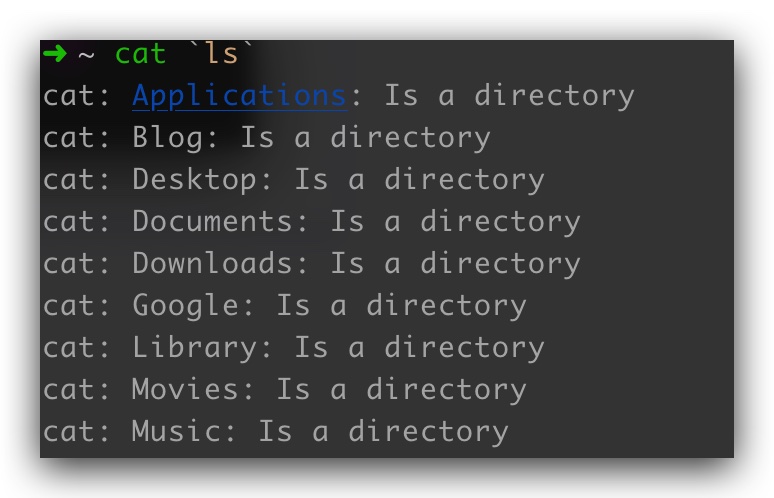 ➜ ~ cat `ls`
cat: Applications: Is a directory
cat: Blog: Is a directory
cat: Desktop: Is a directory
cat: Documents: Is a directory
cat: Downloads: Is a directory
cat: Google: Is a directory
cat: Library: Is a directory
cat: Movies: Is a directory
cat: Music: Is a directory